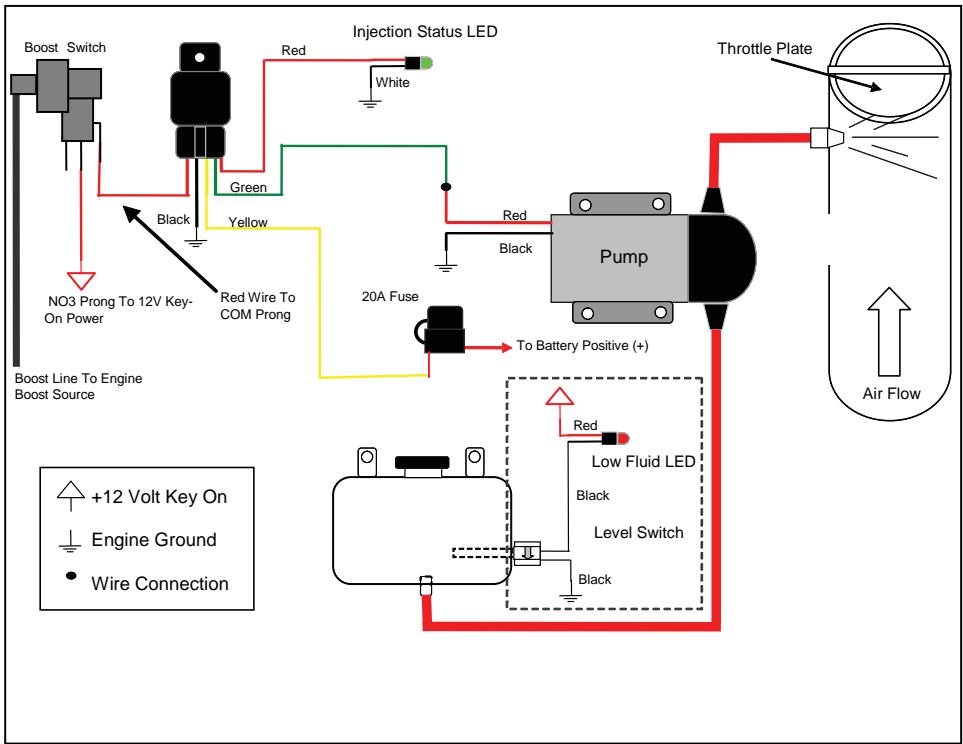 Injection Status LED
Boost Switch
Red
Throttle Plate
White
Green
Black
Yellow
Red
Black
Pump
NO3 Prong To 12V Key-
On Power
Red Wire To
COM Prong
20A Fuse
To Battery Positive (+)
Boost Line To Engine
Boost Source
Air Flow
Red
Low Fluid LED
Black
Level Switch
Black
+12 Volt Key On
Engine Ground
Wire Connection